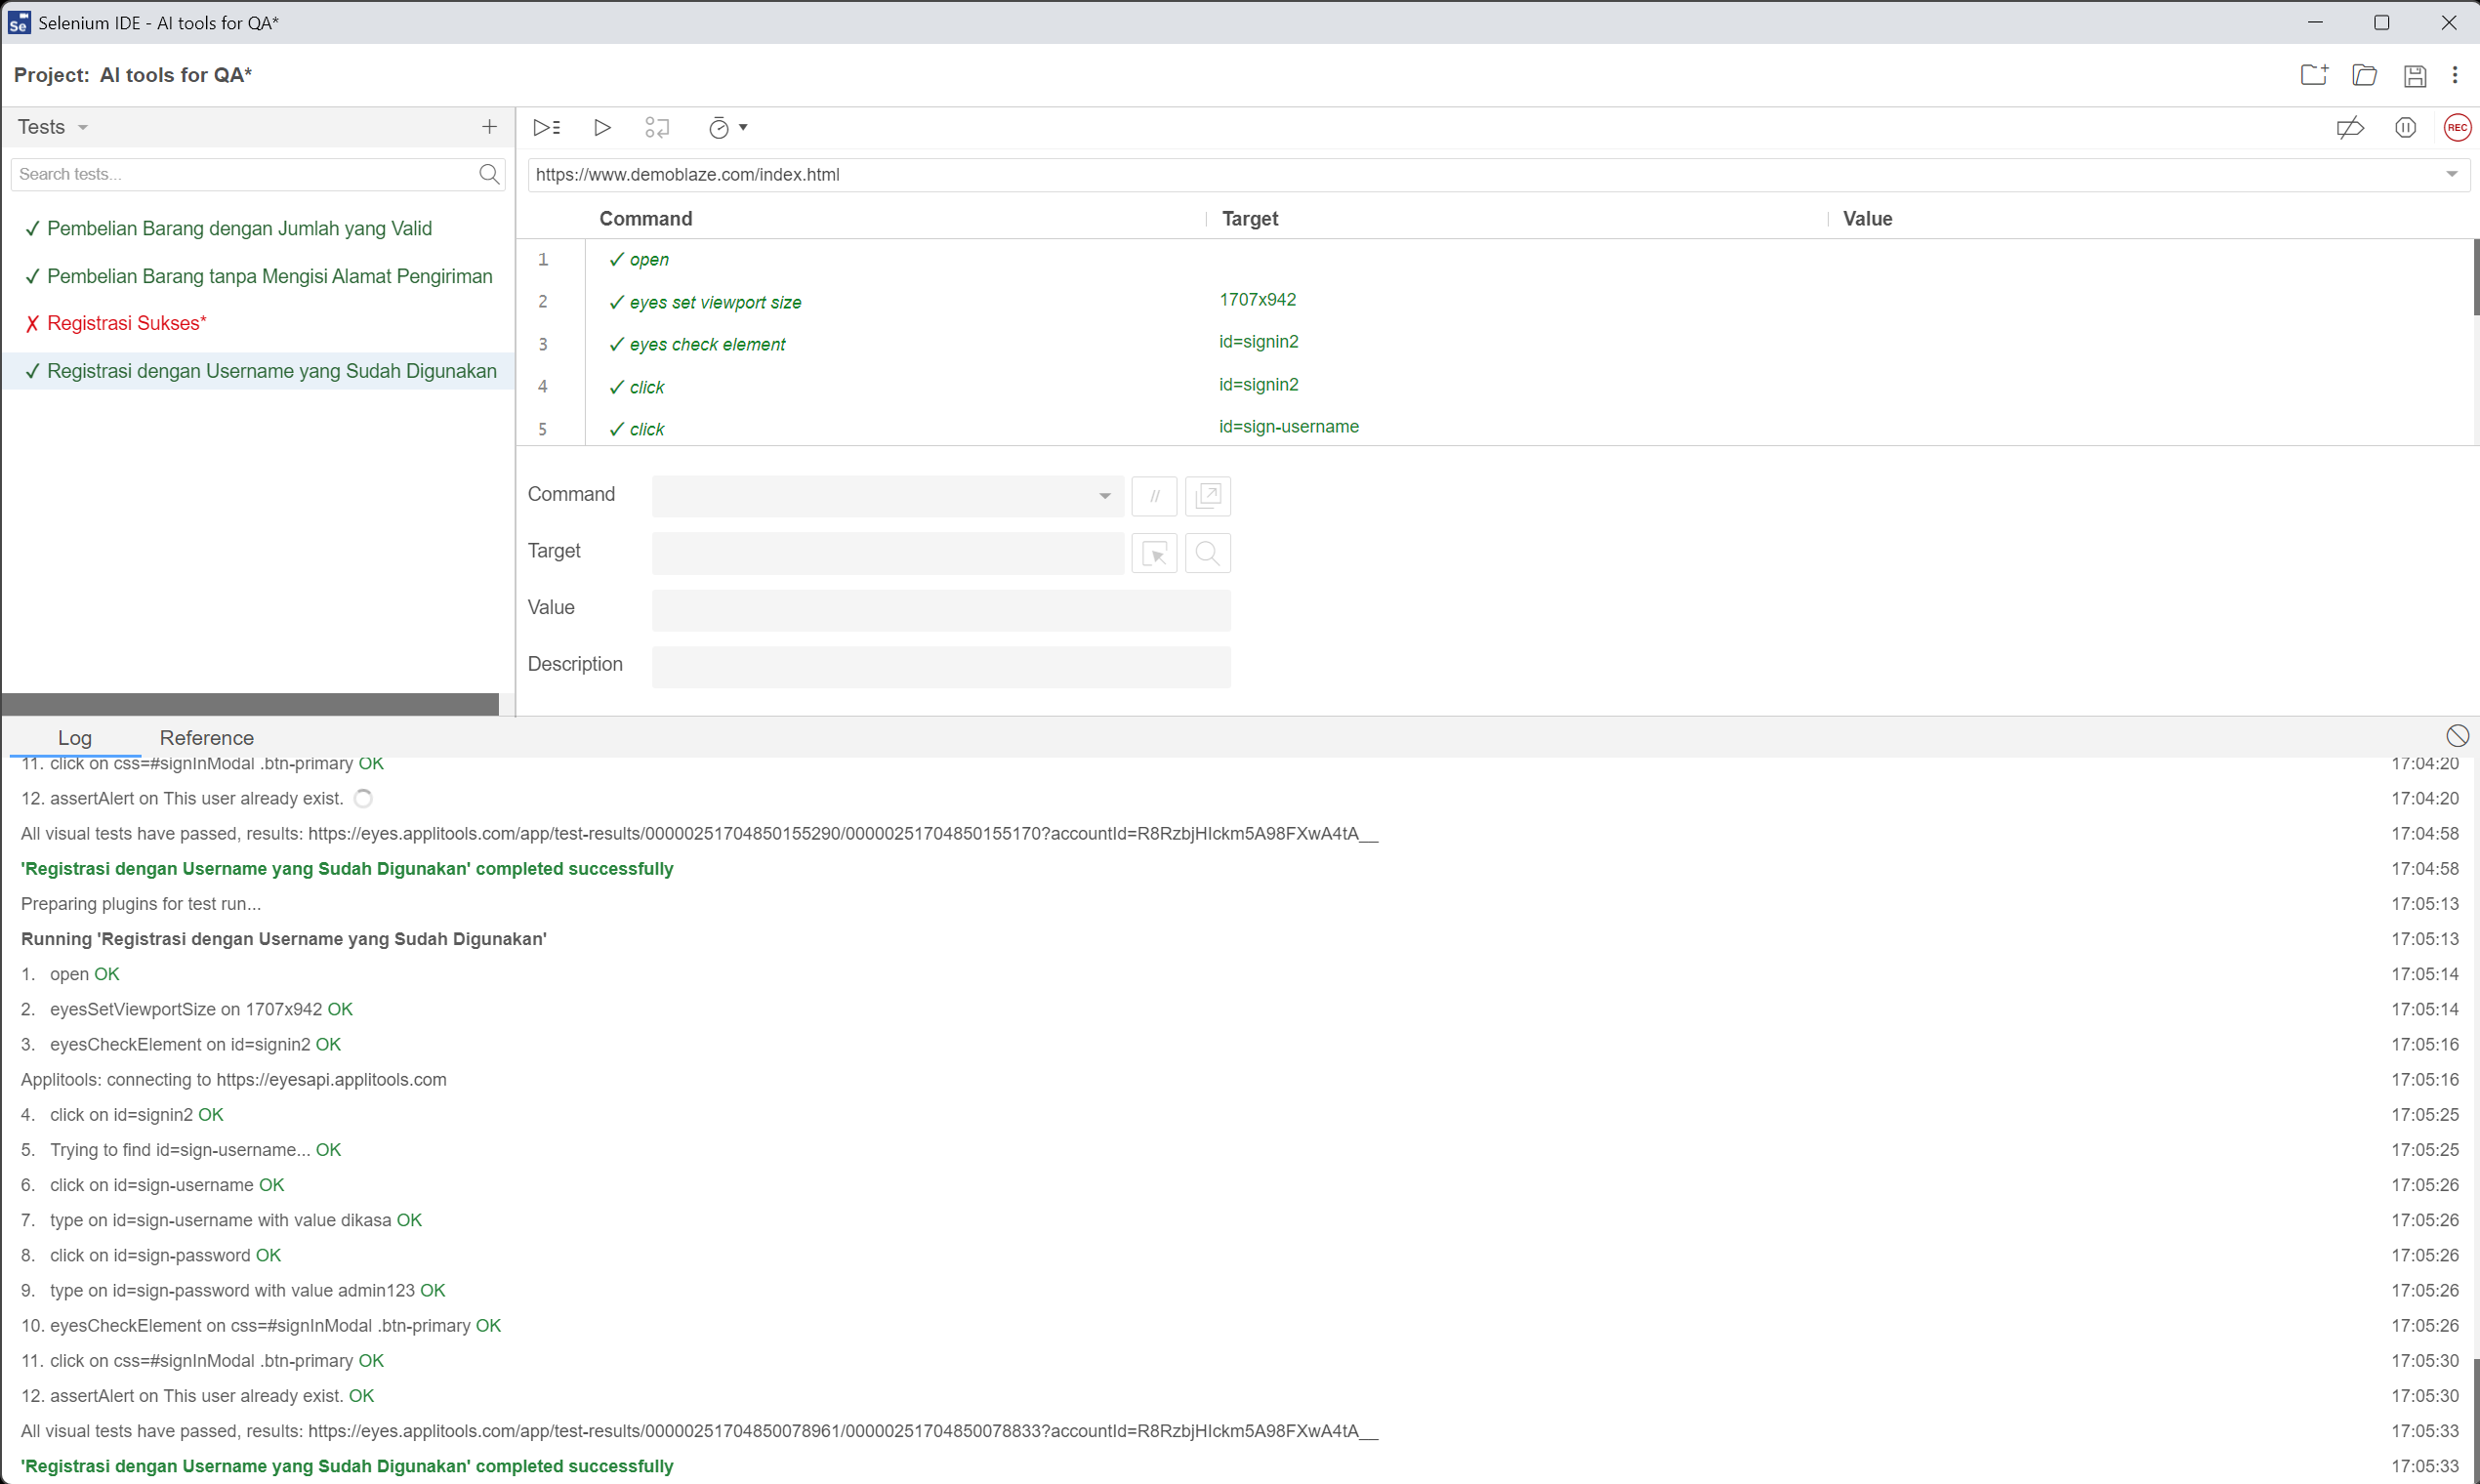 Se Selenium IDE - AI tools for QA*
Project: AI tools for QA*
Tests
Search tests...
✓ Pembelian Barang dengan Jumlah yang Valid
✓ Pembelian Barang tanpa Mengisi Alamat Pengiriman
✗ Registrasi Sukses*
✓ Registrasi dengan Username yang Sudah Digunakan
REC
https://www.demoblaze.com/index.html
Command Target Value
1 ✓ open
2 ✓ eyes set viewport size 1707x942
3 ✓ eyes check element id=signin2
4 ✓ click id=signin2
5 ✓ click id=sign-username
Command //
Target
Value
Description
Log Reference
11. click on css=#signInModal .btn-primary OK 17:04:20
12. assertAlert on This user already exist. 17:04:20
All visual tests have passed, results: https://eyes.applitools.com/app/test-results/00000251704850155290/00000251704850155170?accountId=R8RzbjHIckm5A98FXwA4tA__ 17:04:58
'Registrasi dengan Username yang Sudah Digunakan' completed successfully 17:04:58
Preparing plugins for test run... 17:05:13
Running 'Registrasi dengan Username yang Sudah Digunakan' 17:05:13
1. open OK 17:05:14
2. eyesSetViewportSize on 1707x942 OK 17:05:14
3. eyesCheckElement on id=signin2 OK 17:05:16
Applitools: connecting to https://eyesapi.applitools.com 17:05:16
4. click on id=signin2 OK 17:05:25
5. Trying to find id=sign-username... OK 17:05:25
6. click on id=sign-username OK 17:05:26
7. type on id=sign-username with value dikasa OK 17:05:26
8. click on id=sign-password OK 17:05:26
9. type on id=sign-password with value admin123 OK 17:05:26
10. eyesCheckElement on css=#signInModal .btn-primary OK 17:05:26
11. click on css=#signInModal .btn-primary OK 17:05:30
12. assertAlert on This user already exist. OK 17:05:30
All visual tests have passed, results: https://eyes.applitools.com/app/test-results/00000251704850078961/00000251704850078833?accountId=R8RzbjHIckm5A98FXwA4tA__ 17:05:33
'Registrasi dengan Username yang Sudah Digunakan' completed successfully 17:05:33